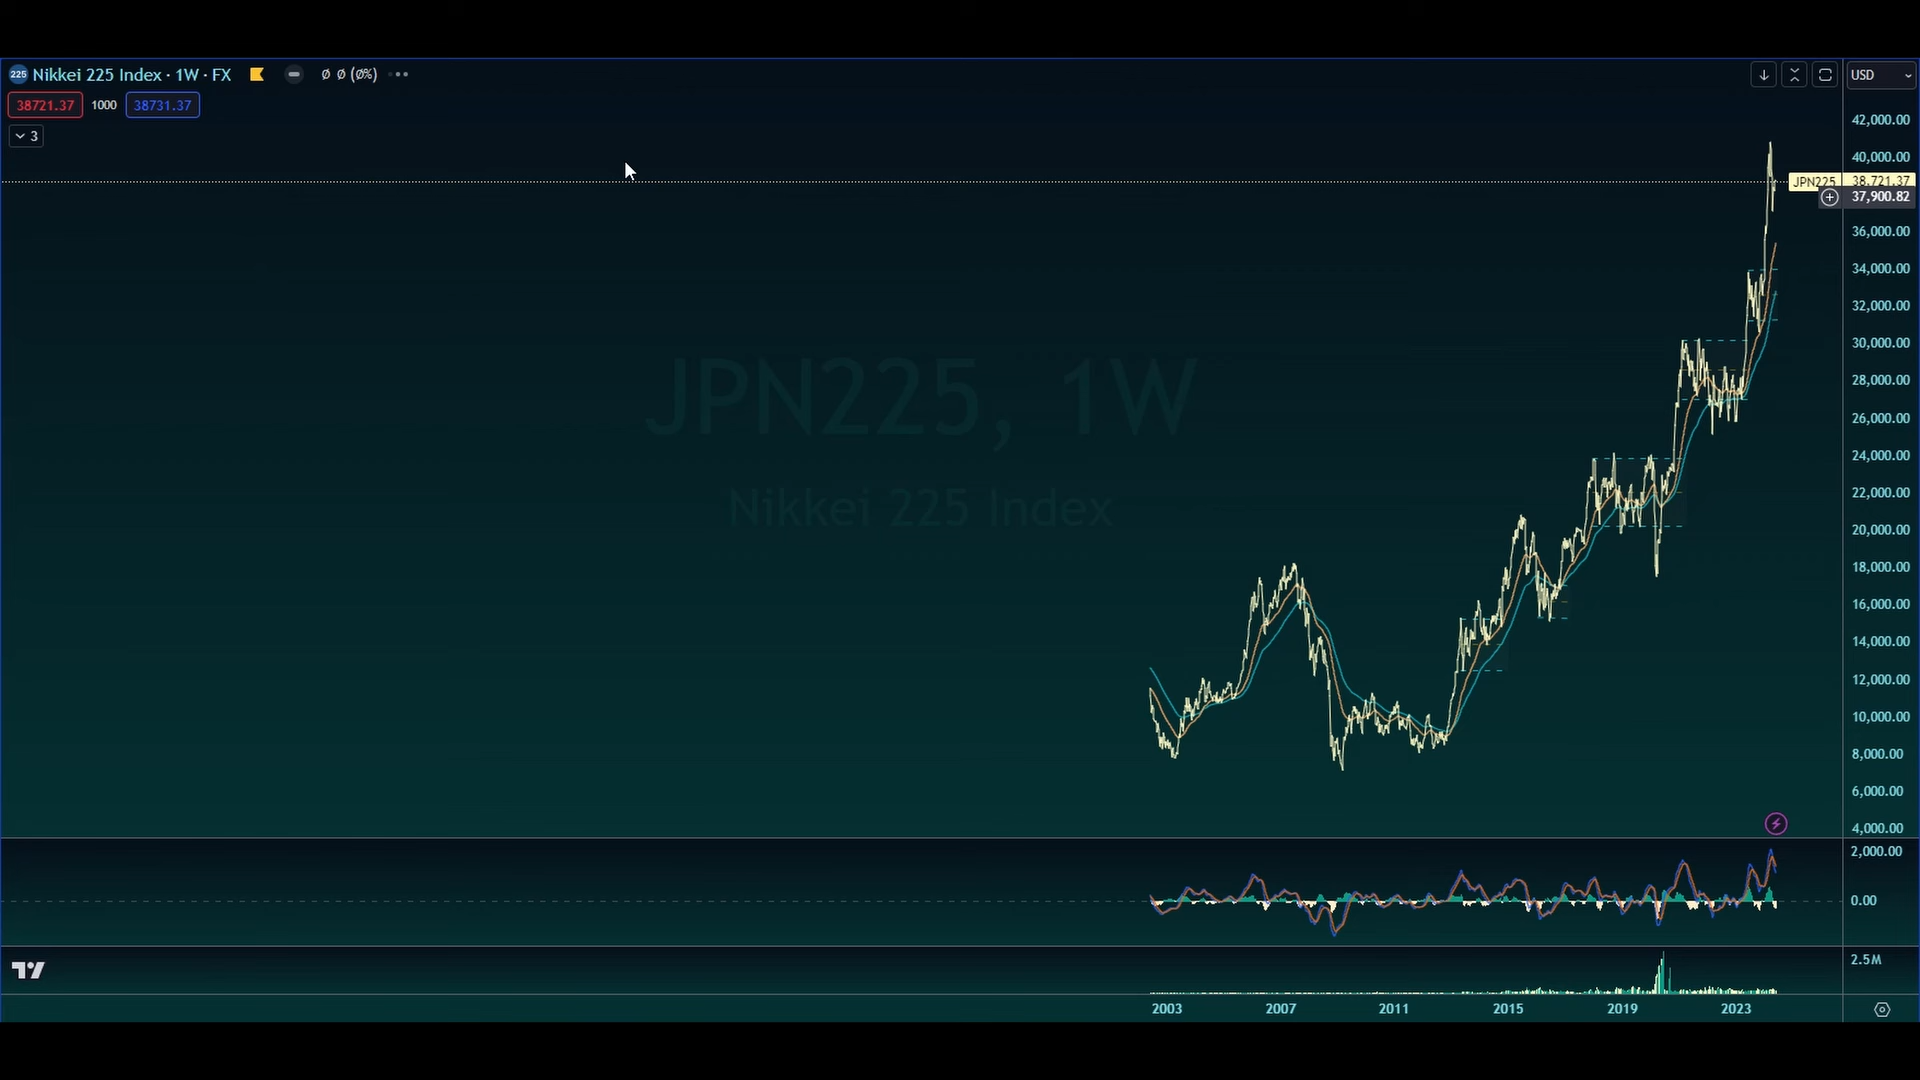 225 Nikkei 225 Index · 1W · FX ∅ ∅ (∅%)
USD
38721.37 1000 38731.37
3
42,000.00
40,000.00
JPN225 38,721.37
37,900.82
36,000.00
34,000.00
32,000.00
30,000.00
28,000.00
26,000.00
24,000.00
22,000.00
20,000.00
18,000.00
16,000.00
14,000.00
12,000.00
10,000.00
8,000.00
6,000.00
4,000.00
JPN225, 1W
Nikkei 225 Index
2,000.00
0.00
2.5M
2003 2007 2011 2015 2019 2023